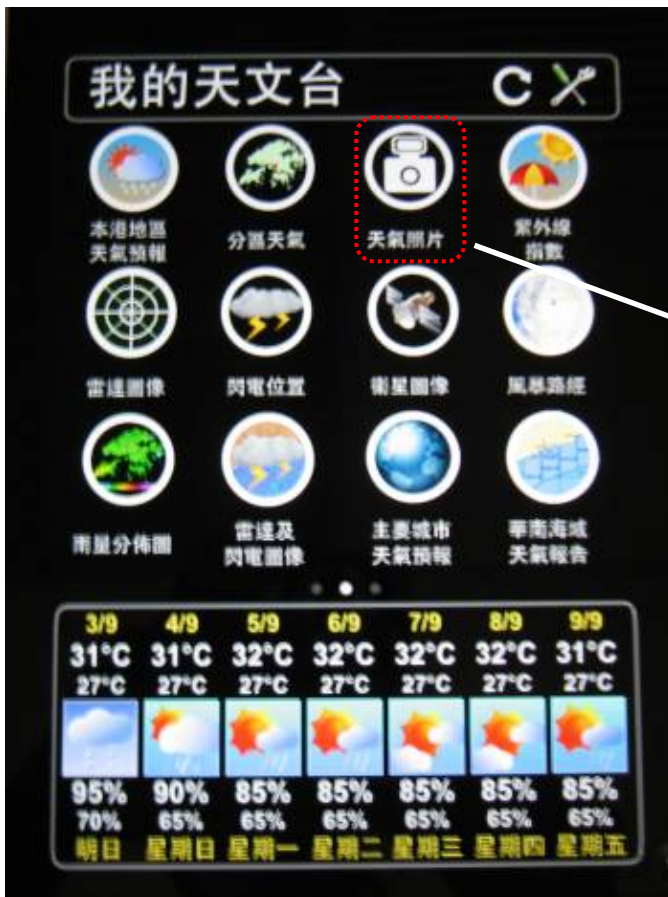 我的天文台
本港地區 天氣預報
分區天氣
天氣照片
紫外線 指數
雷達圖像
閃電位置
衞星圖像
風暴路徑
雨量分佈圖
雷達及 閃電圖像
主要城市 天氣預報
華南海域 天氣報告
3/9 4/9 5/9 6/9 7/9 8/9 9/9
31°C 31°C 32°C 32°C 32°C 32°C 31°C
27°C 27°C 27°C 27°C 27°C 27°C 27°C
95% 90% 85% 85% 85% 85% 85%
70% 65% 65% 65% 65% 65% 65%
明日 星期日 星期一 星期二 星期三 星期四 星期五